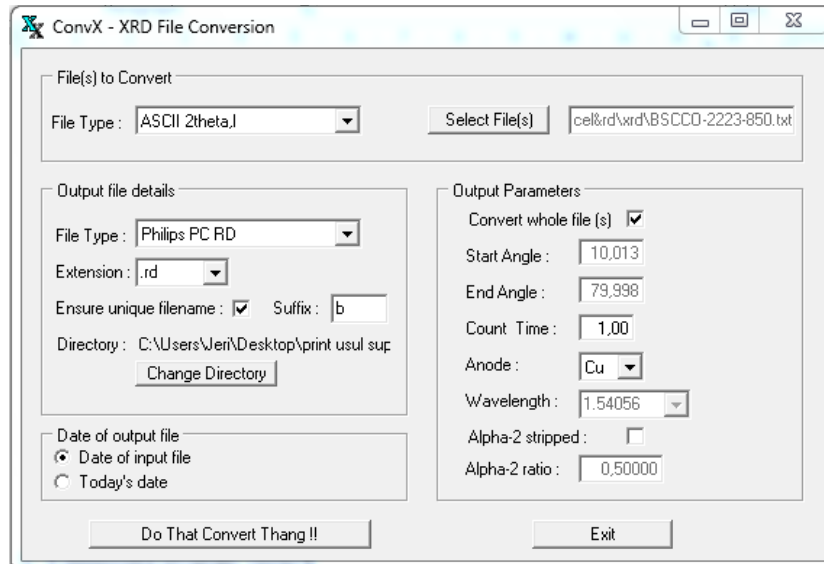 ConvX - XRD File Conversion
File(s) to Convert
File Type : ASCII 2theta,I Select File(s) cel&rd\xrd\BSCCO-2223-850.txt
Output file details
File Type : Philips PC RD
Extension : .rd
Ensure unique filename : Suffix : b
Directory : C:\Users\Jeri\Desktop\print usul sup
Change Directory
Date of output file
Date of input file
Today's date
Output Parameters
Convert whole file (s)
Start Angle : 10,013
End Angle : 79,998
Count Time : 1,00
Anode : Cu
Wavelength : 1.54056
Alpha-2 stripped :
Alpha-2 ratio : 0,50000
Do That Convert Thang !! Exit